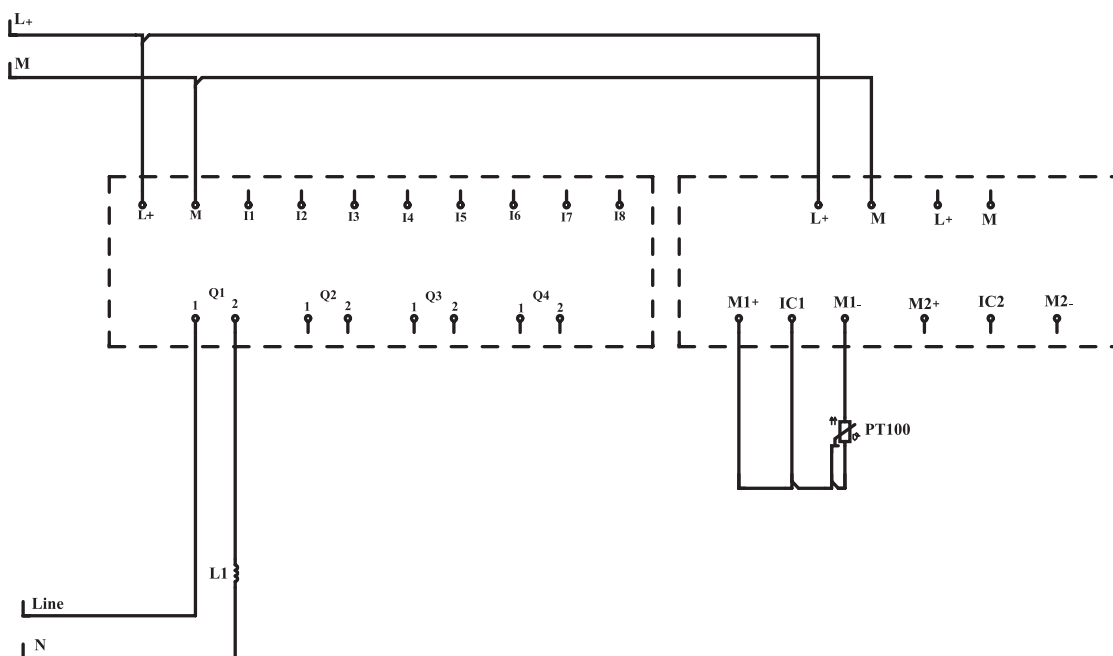 L+
M
L+ M I1 I2 I3 I4 I5 I6 I7 I8
L+ M L+ M
Q1 Q2 Q3 Q4
1 2 1 2 1 2 1 2
M1+ IC1 M1- M2+ IC2 M2-
PT100
L1
Line
N